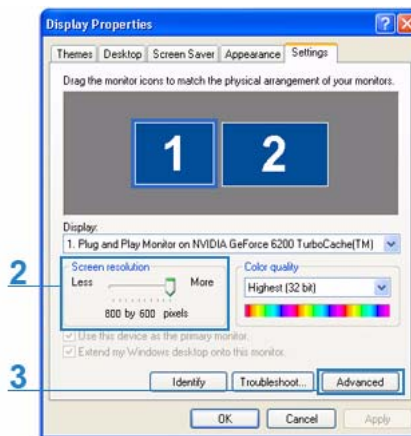 Display Properties
Themes Desktop Screen Saver Appearance Settings
Drag the monitor icons to match the physical arrangement of your monitors.
1 2
Display:
1. Plug and Play Monitor on NVIDIA GeForce 6200 TurboCache(TM)
2
Screen resolution
Less More
800 by 600 pixels
Color quality
Highest (32 bit)
Use this device as the primary monitor.
Extend my Windows desktop onto this monitor.
3
Identify Troubleshoot... Advanced
OK Cancel Apply